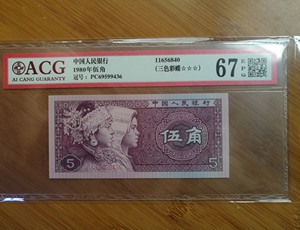 ACG
AI CANG GUARANTY
中国人民银行
1980年伍角
冠号：PC69599436
11656840
(三色彩蝶☆☆☆)
67 EPQ
中国人民银行
伍角
5
5